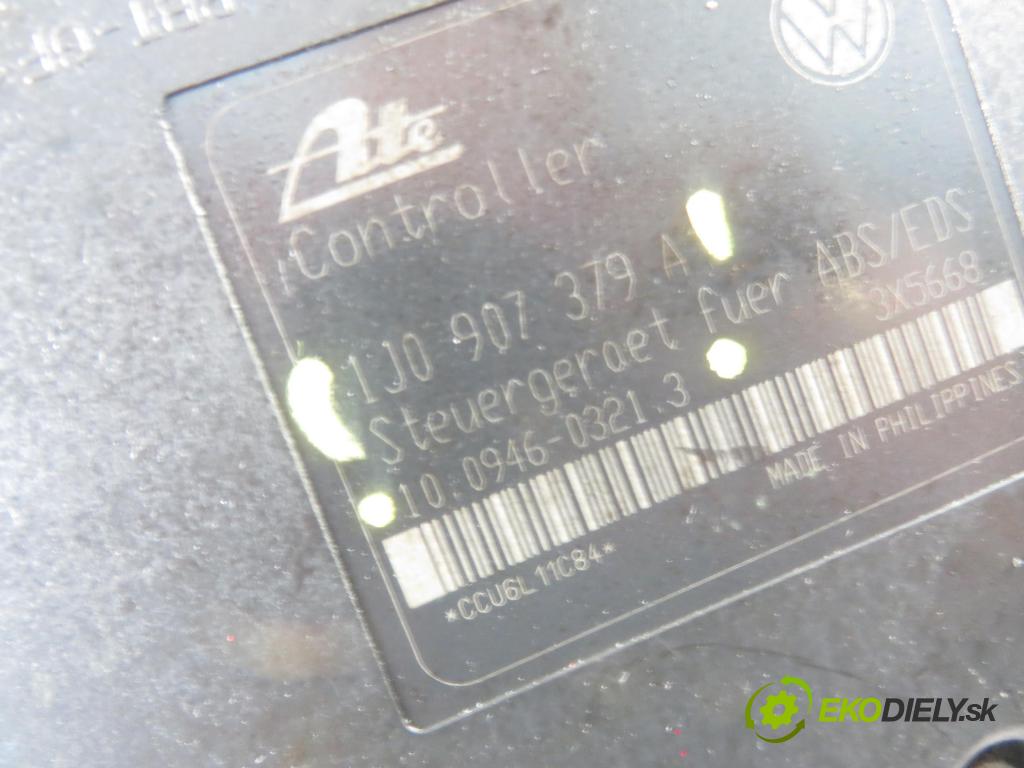 Ate
Controller
1J0 907 379 A
Steuergeraet fuer ABS/EDS
10.0946-0321.3
3X5668
MADE IN PHILIPPINES
*CCU6L11C84*
EKODIELY.sk